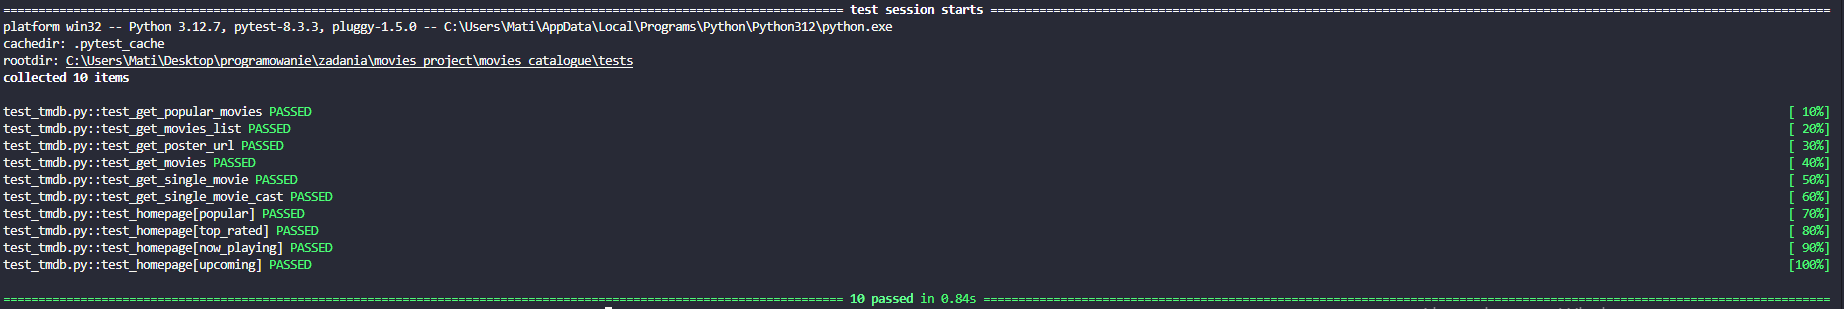 ============================= test session starts =============================
platform win32 -- Python 3.12.7, pytest-8.3.3, pluggy-1.5.0 -- C:\Users\Mati\AppData\Local\Programs\Python\Python312\python.exe
cachedir: .pytest_cache
rootdir: C:\Users\Mati\Desktop\programowanie\zadania\movies_project\movies_catalogue\tests
collected 10 items
test_tmdb.py::test_get_popular_movies PASSED [ 10%]
test_tmdb.py::test_get_movies_list PASSED [ 20%]
test_tmdb.py::test_get_poster_url PASSED [ 30%]
test_tmdb.py::test_get_movies PASSED [ 40%]
test_tmdb.py::test_get_single_movie PASSED [ 50%]
test_tmdb.py::test_get_single_movie_cast PASSED [ 60%]
test_tmdb.py::test_homepage[popular] PASSED [ 70%]
test_tmdb.py::test_homepage[top_rated] PASSED [ 80%]
test_tmdb.py::test_homepage[now_playing] PASSED [ 90%]
test_tmdb.py::test_homepage[upcoming] PASSED [100%]
============================= 10 passed in 0.84s =============================